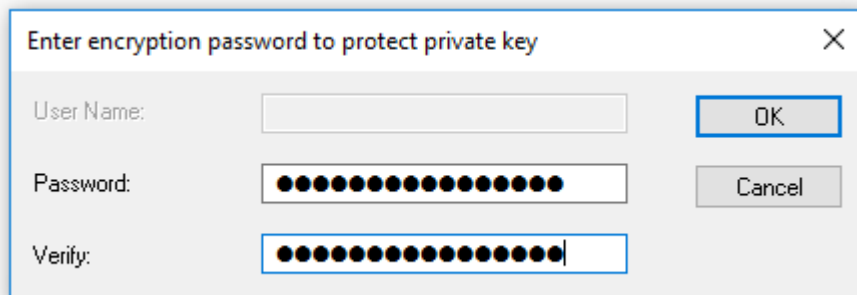 Enter encryption password to protect private key
User Name:
OK
Password: ●●●●●●●●●●●●●●●●
Cancel
Verify: ●●●●●●●●●●●●●●●●